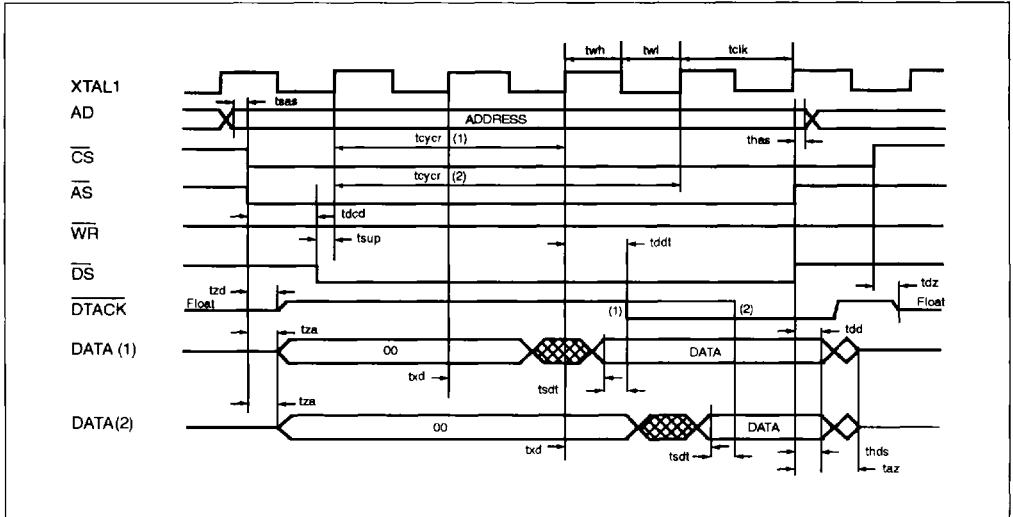 twh twl tclk
XTAL1
tsas
AD
ADDRESS
tcycr (1)
thas
CS
tcycr (2)
AS
tdcd
WR
tsup
tddt
DS
tzd
tdz
Float
Float
DTACK
(1)
(2)
tza
tdd
DATA (1)
00
DATA
txd
tsdt
tza
DATA(2)
00
DATA
txd
tsdt
thds
taz